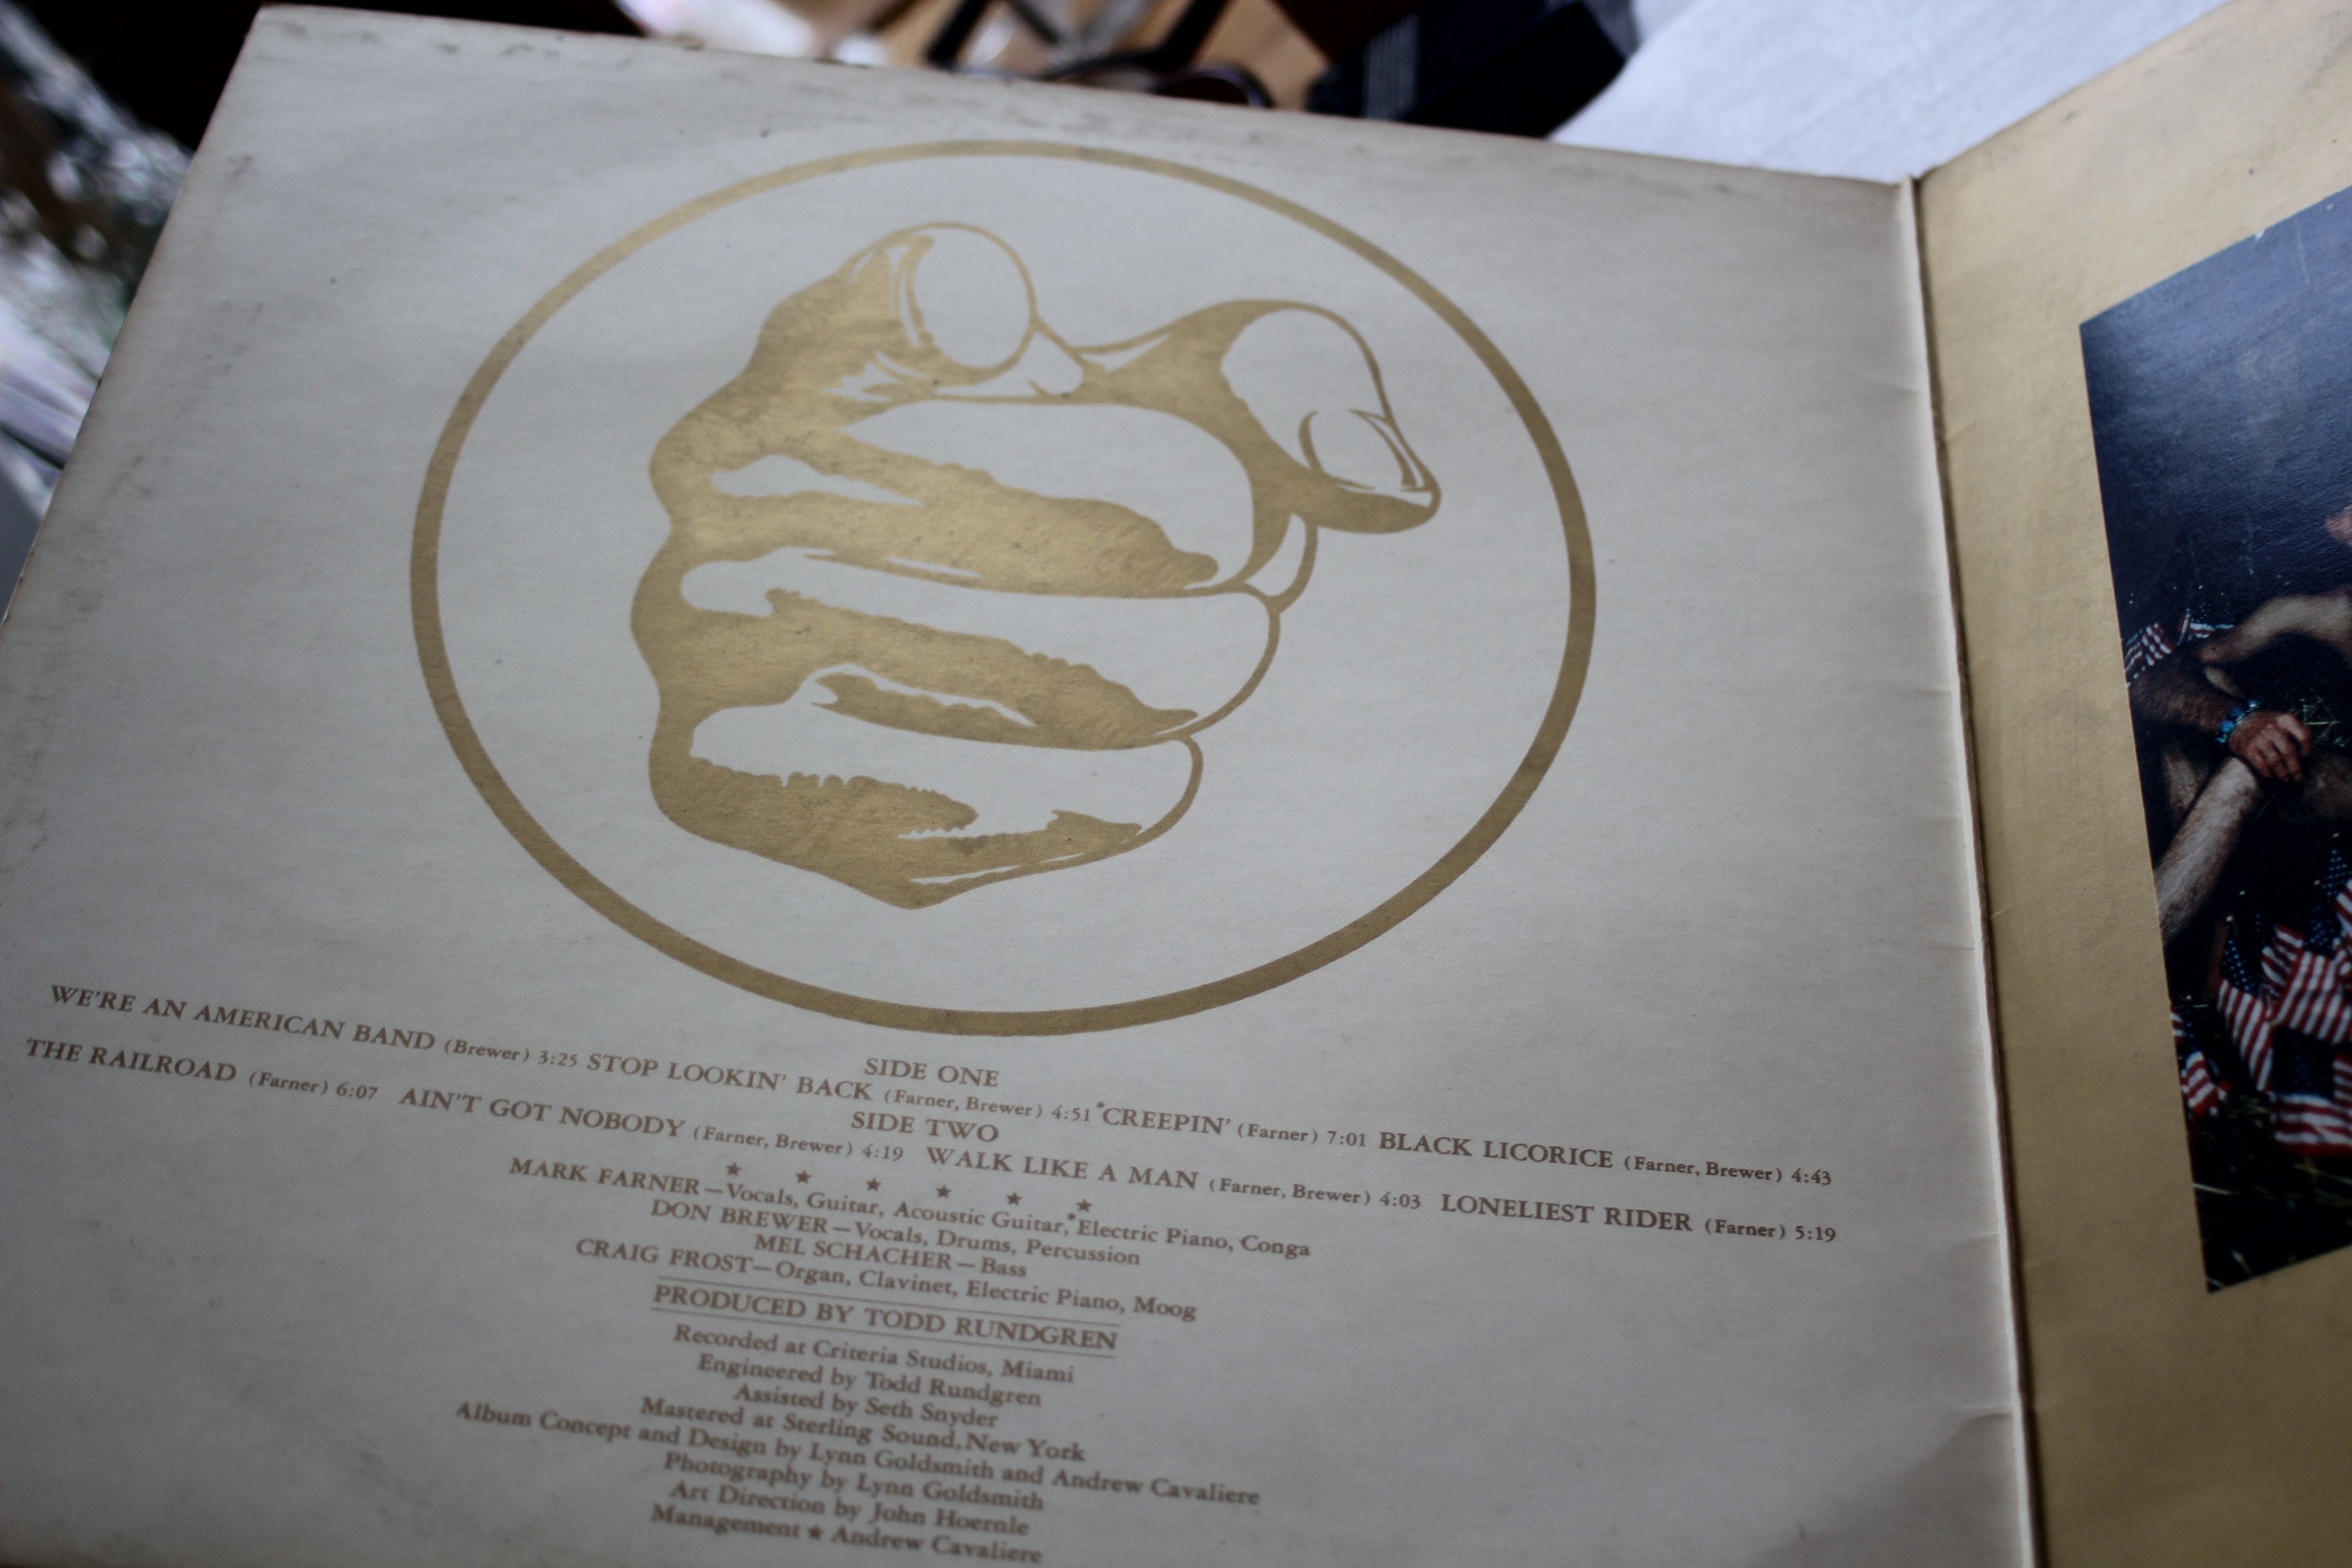 SIDE ONE
WE'RE AN AMERICAN BAND (Brewer) 3:25 STOP LOOKIN' BACK (Farner, Brewer) 4:51 *CREEPIN' (Farner) 7:01 BLACK LICORICE (Farner, Brewer) 4:43
SIDE TWO
THE RAILROAD (Farner) 6:07 AIN'T GOT NOBODY (Farner, Brewer) 4:19 WALK LIKE A MAN (Farner, Brewer) 4:03 LONELIEST RIDER (Farner) 5:19
★ ★ ★ ★ ★ ★
MARK FARNER—Vocals, Guitar, Acoustic Guitar,*Electric Piano, Conga
DON BREWER—Vocals, Drums, Percussion
MEL SCHACHER—Bass
CRAIG FROST—Organ, Clavinet, Electric Piano, Moog
PRODUCED BY TODD RUNDGREN
Recorded at Criteria Studios, Miami
Engineered by Todd Rundgren
Assisted by Seth Snyder
Mastered at Sterling Sound, New York
Album Concept and Design by Lynn Goldsmith and Andrew Cavaliere
Photography by Lynn Goldsmith
Art Direction by John Hoernle
Management ★ Andrew Cavaliere